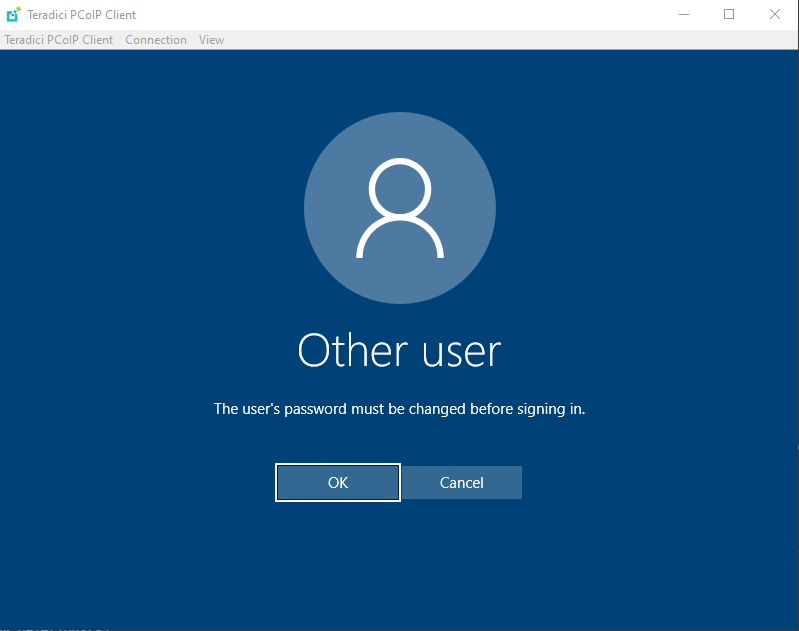 Teradici PCoIP Client
Teradici PCoIP Client Connection View
Other user
The user's password must be changed before signing in.
OK Cancel